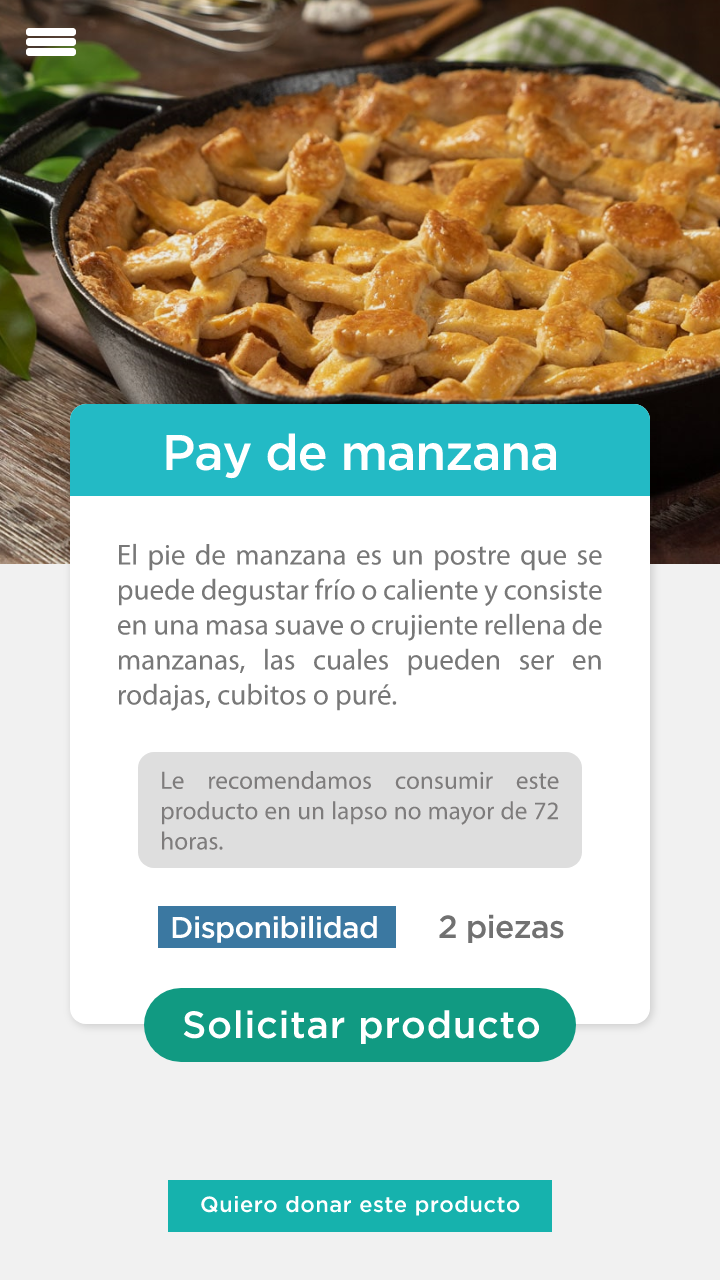 Pay de manzana
El pie de manzana es un postre que se
puede degustar frío o caliente y consiste
en una masa suave o crujiente rellena de
manzanas, las cuales pueden ser en
rodajas, cubitos o puré.
Le recomendamos consumir este
producto en un lapso no mayor de 72
horas.
Disponibilidad 2 piezas
Solicitar producto
Quiero donar este producto